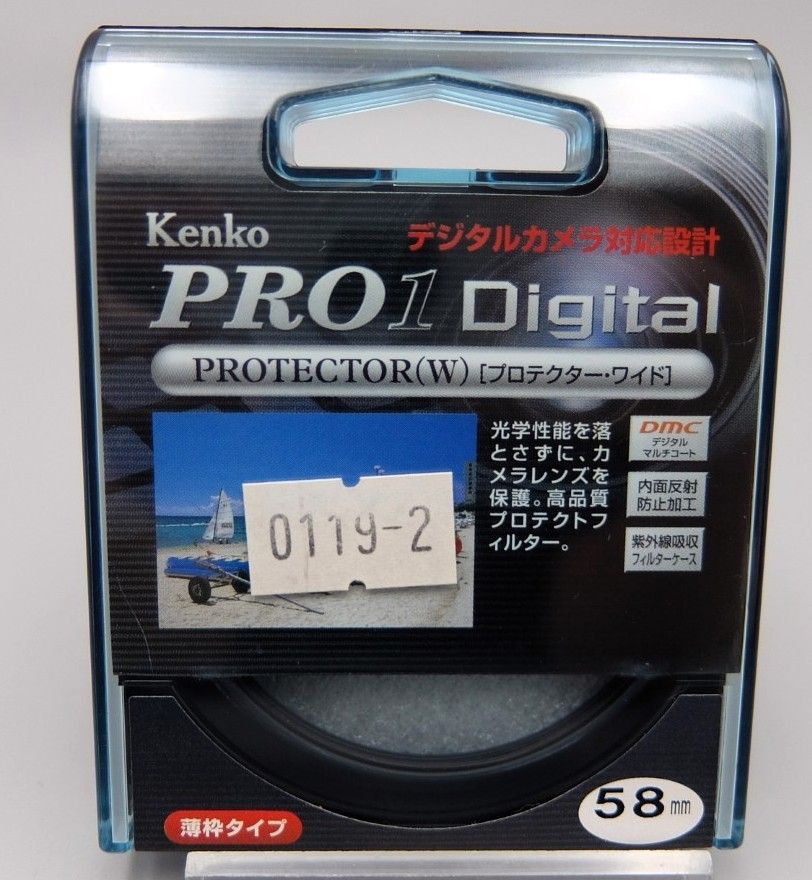 Kenko
デジタルカメラ対応設計
PRO1 Digital
PROTECTOR(W) [プロテクター・ワイド]
光学性能を落
とさずに、カ
メラレンズを
保護。高品質
プロテクトフ
ィルター。
DMC
デジタル
マルチコート
内面反射
防止加工
紫外線吸収
フィルターケース
0119-2
薄枠タイプ
58mm